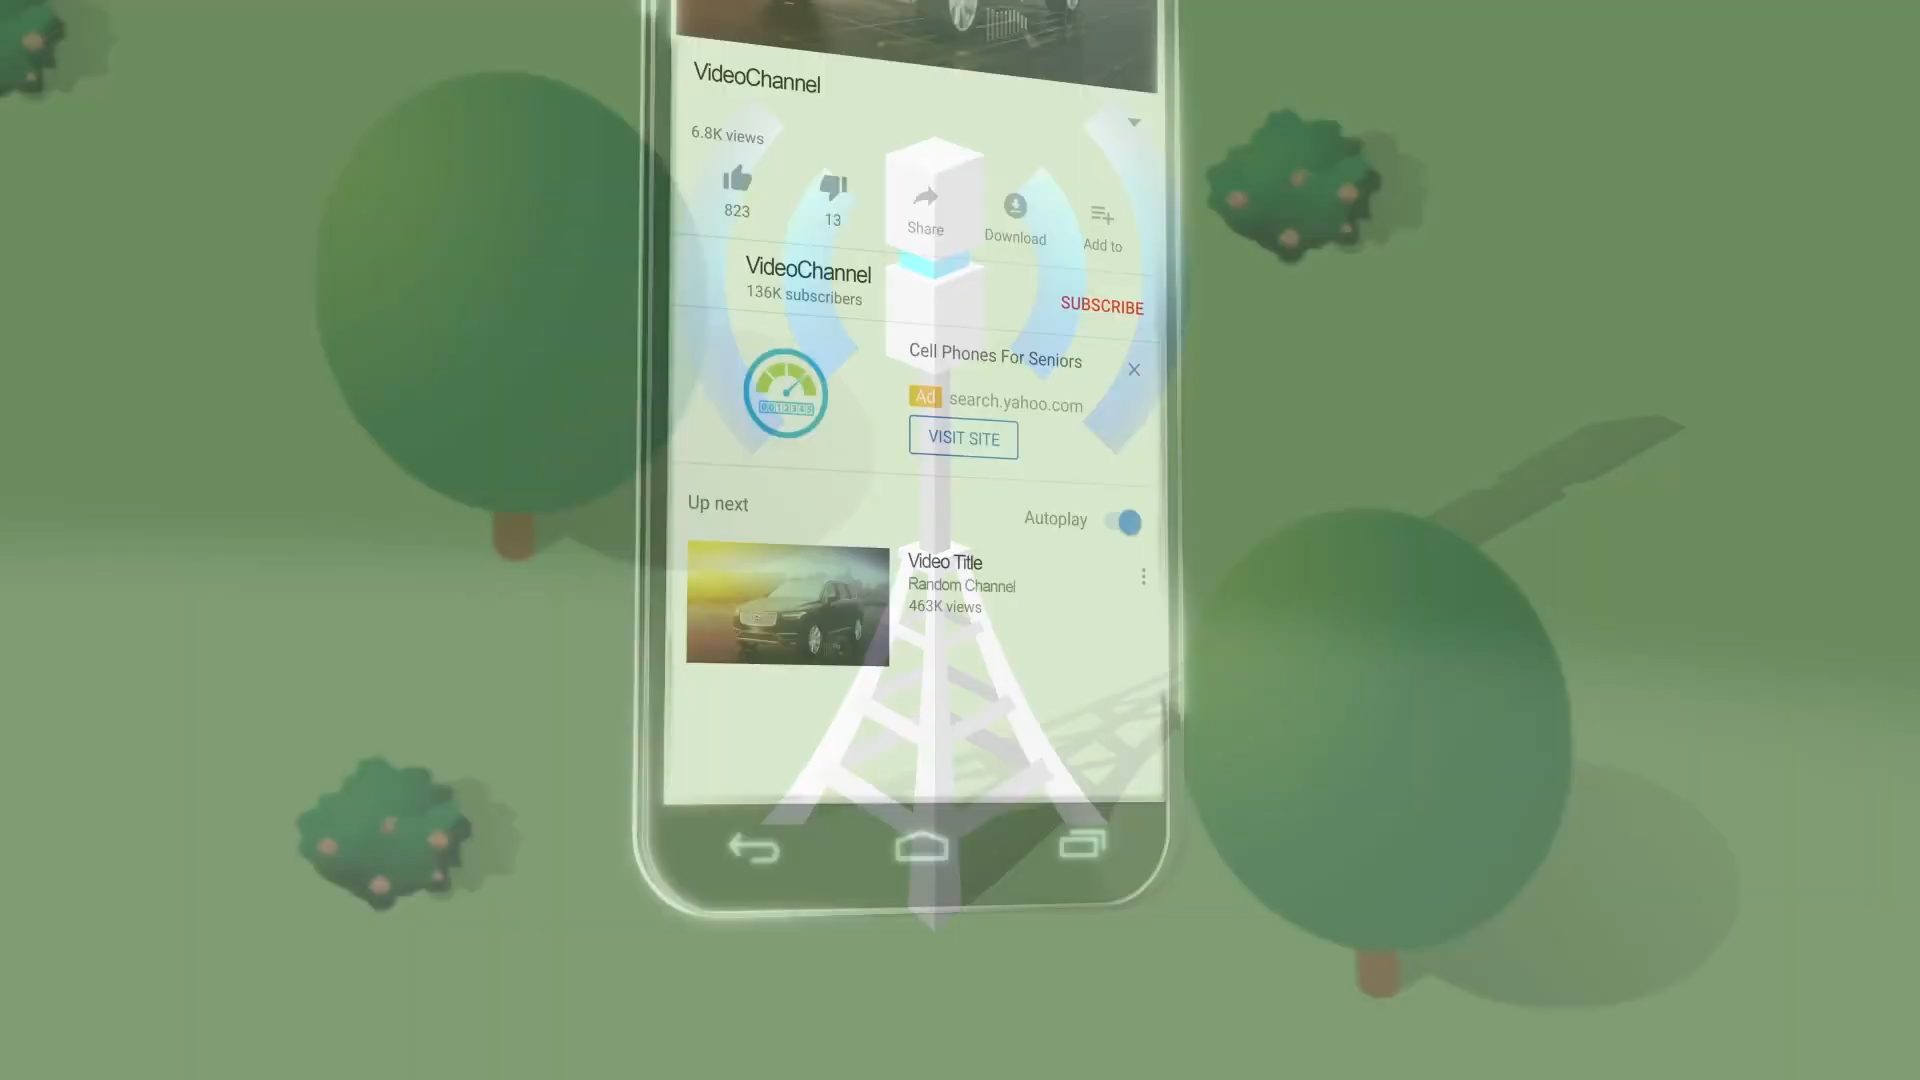 VideoChannel
6.8K views
823
13
Share
Download
Add to
VideoChannel
136K subscribers
SUBSCRIBE
Cell Phones For Seniors
Ad search.yahoo.com
VISIT SITE
0012345
Up next
Autoplay
Video Title
Random Channel
463K views